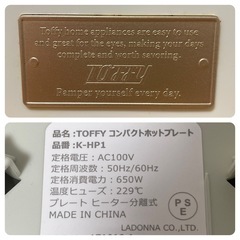 Toffy home appliances are easy to use
and great for the eyes, making your days
complete and worth savoring.
TOFFY
Pamper yourself every day.
品名:TOFFY コンパクトホットプレート
品番:K-HP1
定格電圧:AC100V
定格周波数:50Hz/60Hz
定格消費電力:650W
温度ヒューズ:229℃
プレート ヒーター分離式
MADE IN CHINA
P S
E
LADONNA CO.,LTD.